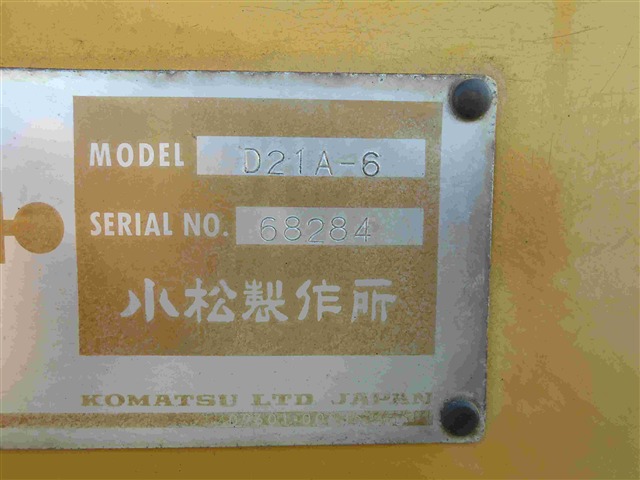 MODEL D21A-6
SERIAL NO. 68284
小松製作所
KOMATSU LTD JAPAN